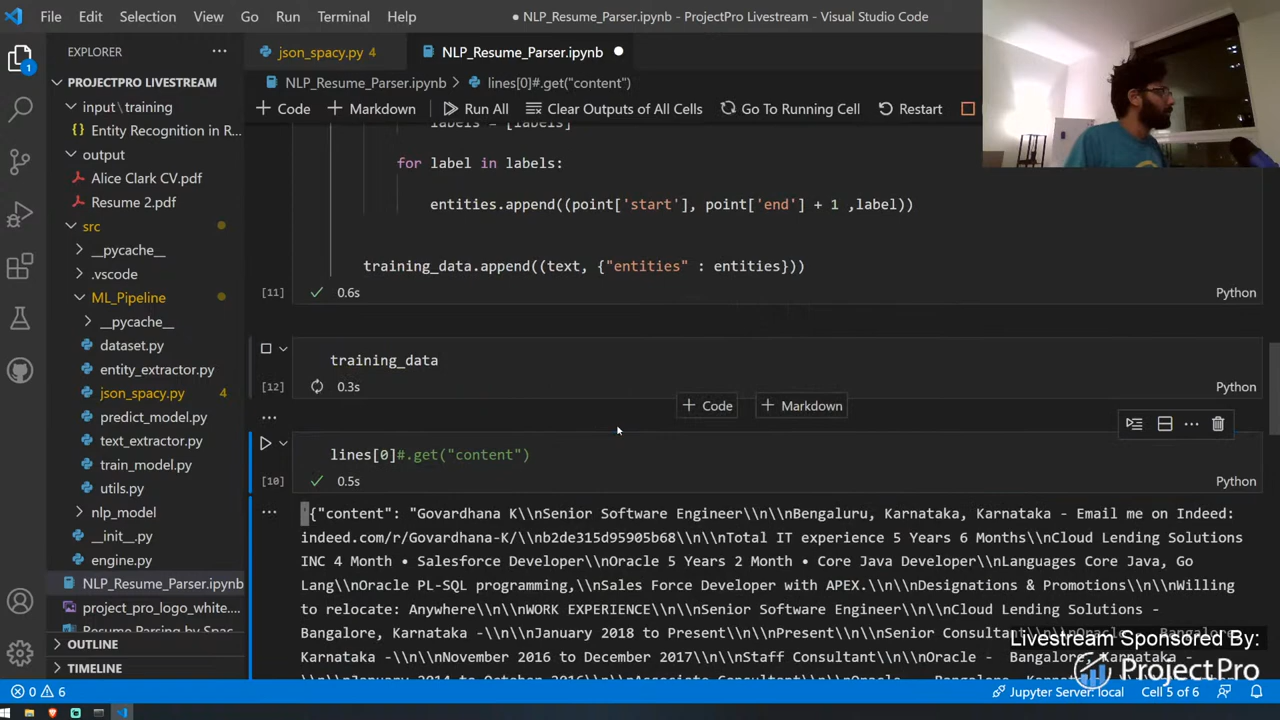 File Edit Selection View Go Run Terminal Help
● NLP_Resume_Parser.ipynb - ProjectPro Livestream - Visual Studio Code
EXPLORER
json_spacy.py 4
NLP_Resume_Parser.ipynb
PROJECTPRO LIVESTREAM
NLP_Resume_Parser.ipynb > lines[0]#.get("content")
input\training
+ Code + Markdown Run All Clear Outputs of All Cells Go To Running Cell Restart
Entity Recognition in R...
labels = [labels]
output
for label in labels:
Alice Clark CV.pdf
Resume 2.pdf
entities.append((point['start'], point['end'] + 1 ,label))
src
__pycache__
.vscode
training_data.append((text, {"entities" : entities}))
ML_Pipeline
[11] 0.6s Python
__pycache__
dataset.py
training_data
entity_extractor.py
[12] 0.3s Python
json_spacy.py 4
+ Code + Markdown
predict_model.py
text_extractor.py
lines[0]#.get("content")
train_model.py
[10] 0.5s Python
utils.py
nlp_model
'{"content": "Govardhana K\\nSenior Software Engineer\\n\\nBengaluru, Karnataka, Karnataka - Email me on Indeed:
__init__.py
indeed.com/r/Govardhana-K/\\nb2de315d95905b68\\n\\nTotal IT experience 5 Years 6 Months\\nCloud Lending Solutions
engine.py
INC 4 Month • Salesforce Developer\\nOracle 5 Years 2 Month • Core Java Developer\\nLanguages Core Java, Go
NLP_Resume_Parser.ipynb
Lang\\nOracle PL-SQL programming,\\nSales Force Developer with APEX.\\n\\nDesignations & Promotions\\n\\nWilling
project_pro_logo_white....
to relocate: Anywhere\\n\\nWORK EXPERIENCE\\n\\nSenior Software Engineer\\n\\nCloud Lending Solutions -
Resume Parsing by Spac...
Bangalore, Karnataka -\\n\\nJanuary 2018 to Present\\n\\nPresent\\n\\nSenior Consultant\\n\\nOracle - Bangalore,
OUTLINE
Karnataka -\\n\\nNovember 2016 to December 2017\\n\\nStaff Consultant\\n\\nOracle - Bangalore, Karnataka -
TIMELINE
Livestream Sponsored By:
ProjectPro
0 6
Jupyter Server: local Cell 5 of 6
1